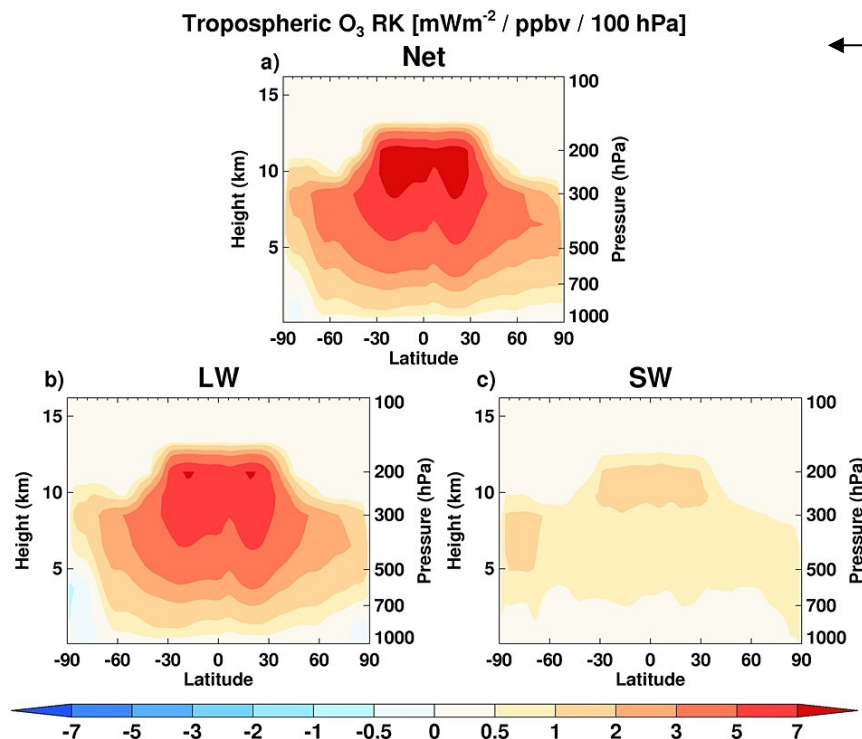 Tropospheric O₃ RK [mWm⁻² / ppbv / 100 hPa]
a) Net
15
10
5
Height (km)
100
200
300
500
700
1000
Pressure (hPa)
-90 -60 -30 0 30 60 90
Latitude
b) LW
15
10
5
Height (km)
100
200
300
500
700
1000
Pressure (hPa)
-90 -60 -30 0 30 60 90
Latitude
c) SW
15
10
5
Height (km)
100
200
300
500
700
1000
Pressure (hPa)
-90 -60 -30 0 30 60 90
Latitude
-7 -5 -3 -2 -1 -0.5 0 0.5 1 2 3 5 7